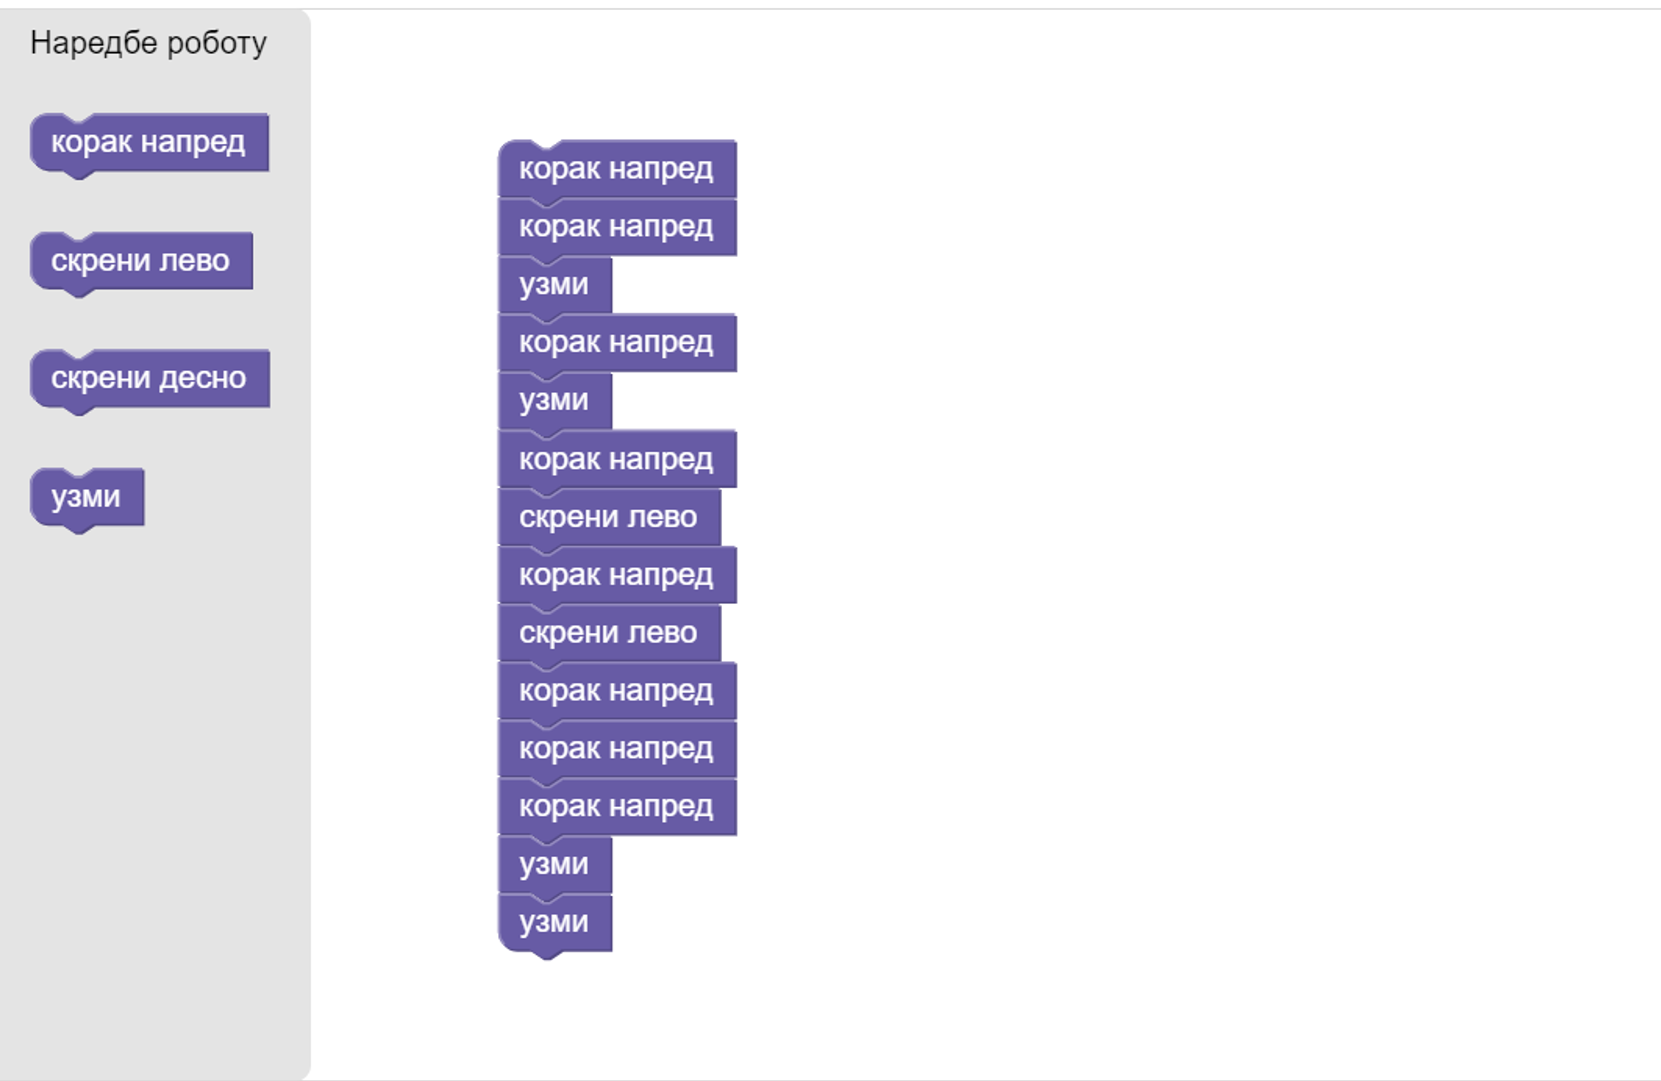 Наредбе роботу
корак напред
скрени лево
скрени десно
узми
корак напред
корак напред
узми
корак напред
узми
корак напред
скрени лево
корак напред
скрени лево
корак напред
корак напред
корак напред
узми
узми